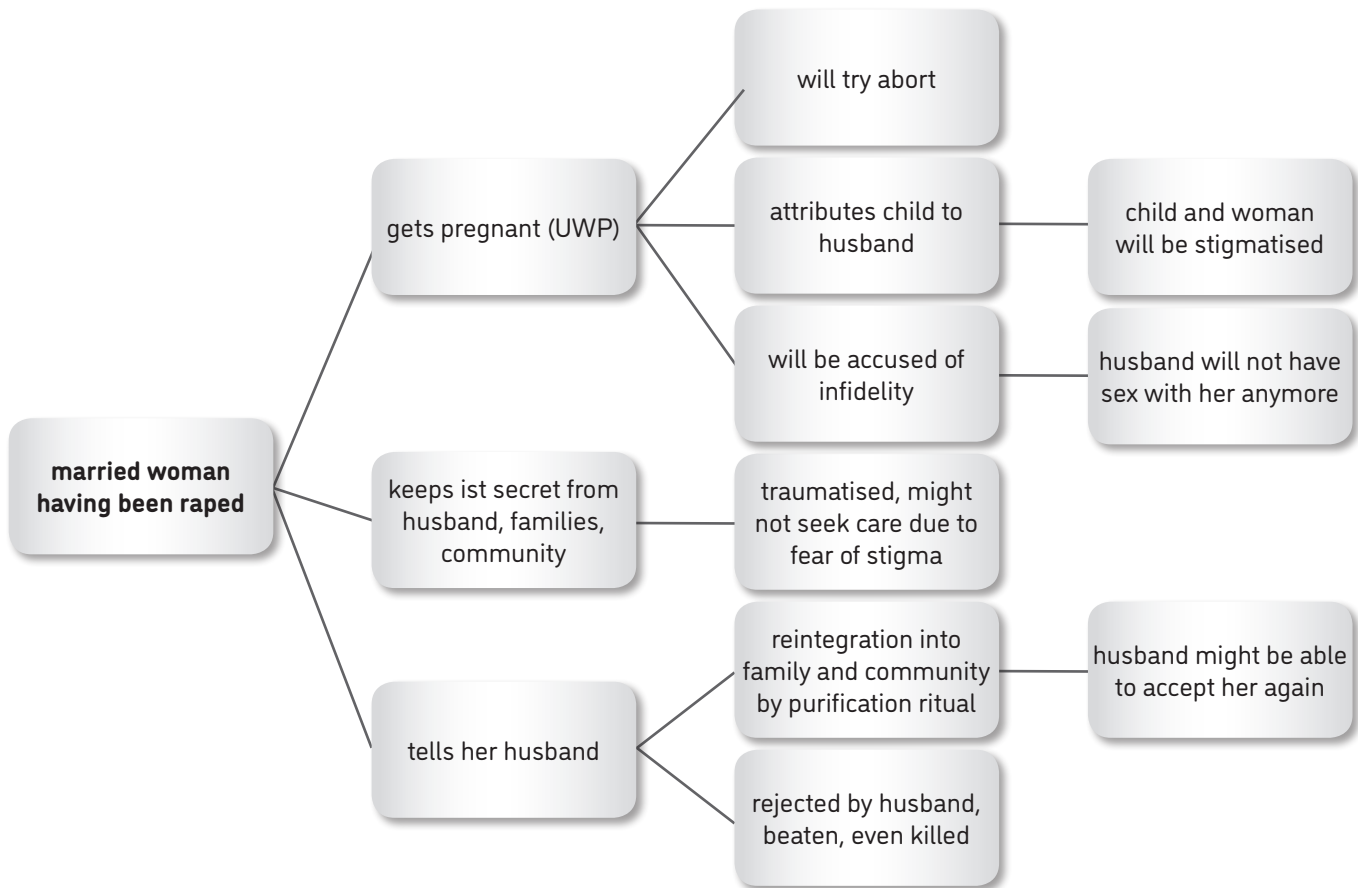 married woman
having been raped
gets pregnant (UWP)
will try abort
attributes child to
husband
child and woman
will be stigmatised
will be accused of
infidelity
husband will not have
sex with her anymore
keeps ist secret from
husband, families,
community
traumatised, might
not seek care due to
fear of stigma
tells her husband
reintegration into
family and community
by purification ritual
husband might be able
to accept her again
rejected by husband,
beaten, even killed